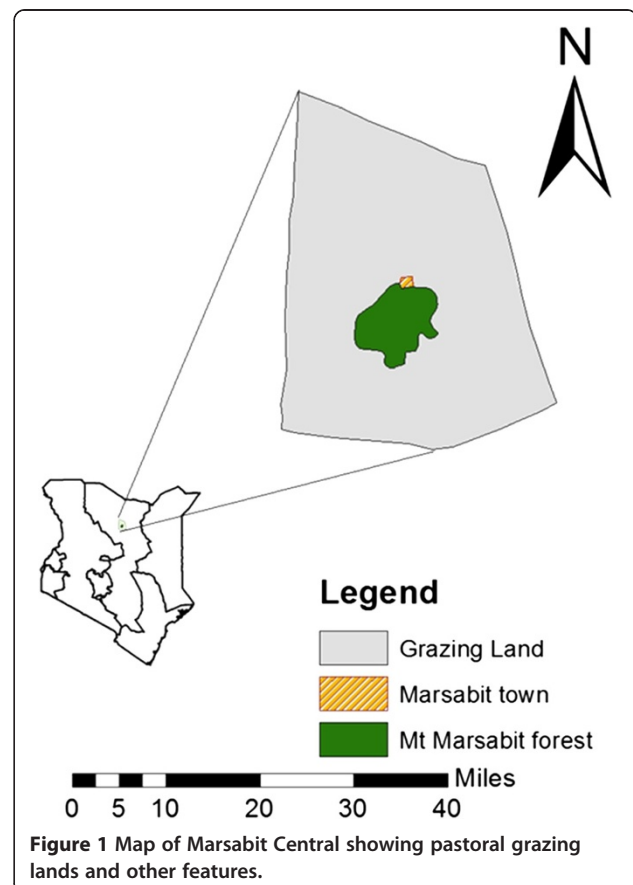 N
Legend
Grazing Land
Marsabit town
Mt Marsabit forest
Miles
0 5 10 20 30 40
Figure 1 Map of Marsabit Central showing pastoral grazing
lands and other features.